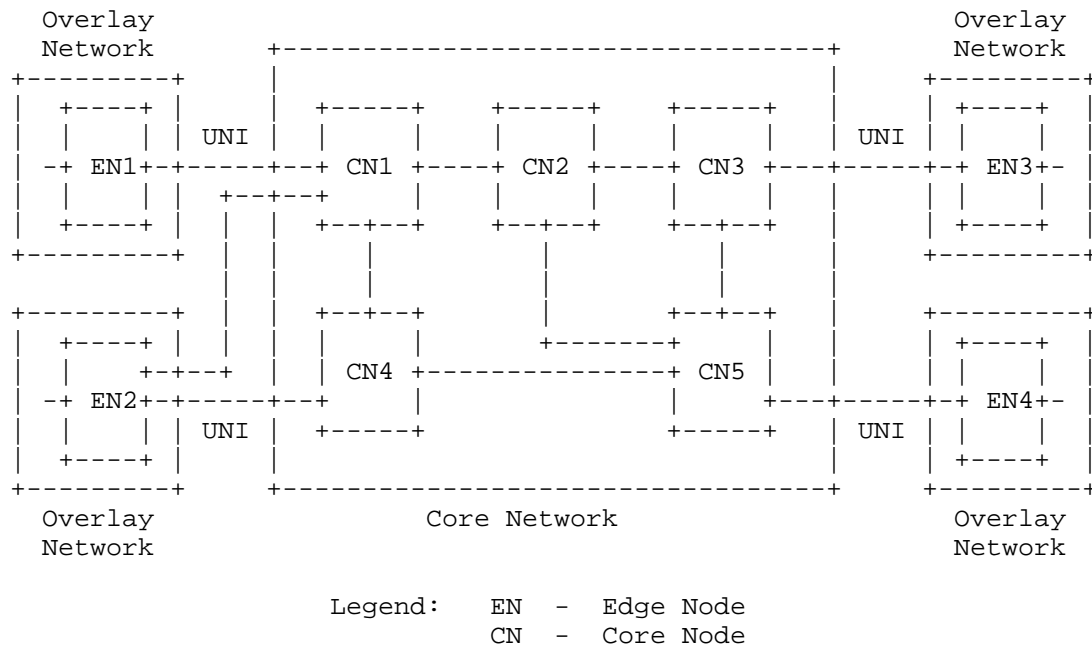 Overlay Overlay
Network Network
UNI UNI
EN1 CN1 CN2 CN3 EN3
CN4 CN5
EN2 EN4
UNI UNI
Overlay Core Network Overlay
Network Network
Legend: EN - Edge Node
CN - Core Node